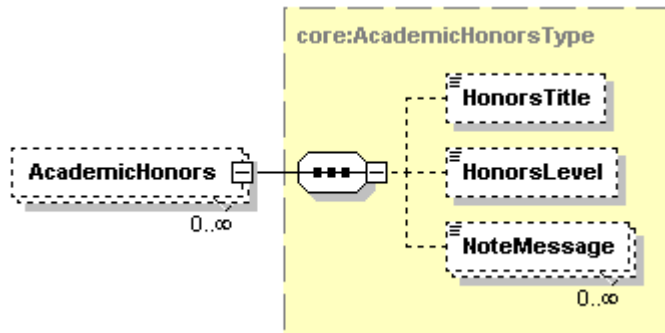 core:AcademicHonorsType
HonorsTitle
AcademicHonors
0..∞
HonorsLevel
NoteMessage
0..∞